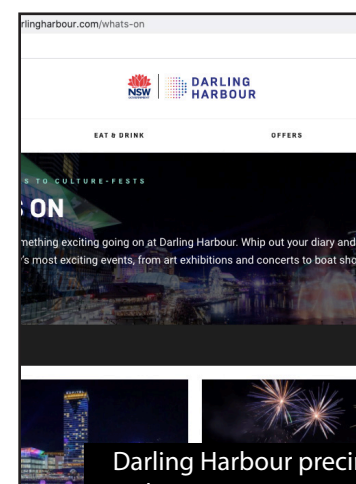 rlingharbour.com/whats-on
NSW
GOVERNMENT
DARLING
HARBOUR
EAT & DRINK OFFERS
S TO CULTURE-FESTS
ON
mething exciting going on at Darling Harbour. Whip out your diary and
's most exciting events, from art exhibitions and concerts to boat sho
Darling Harbour precin